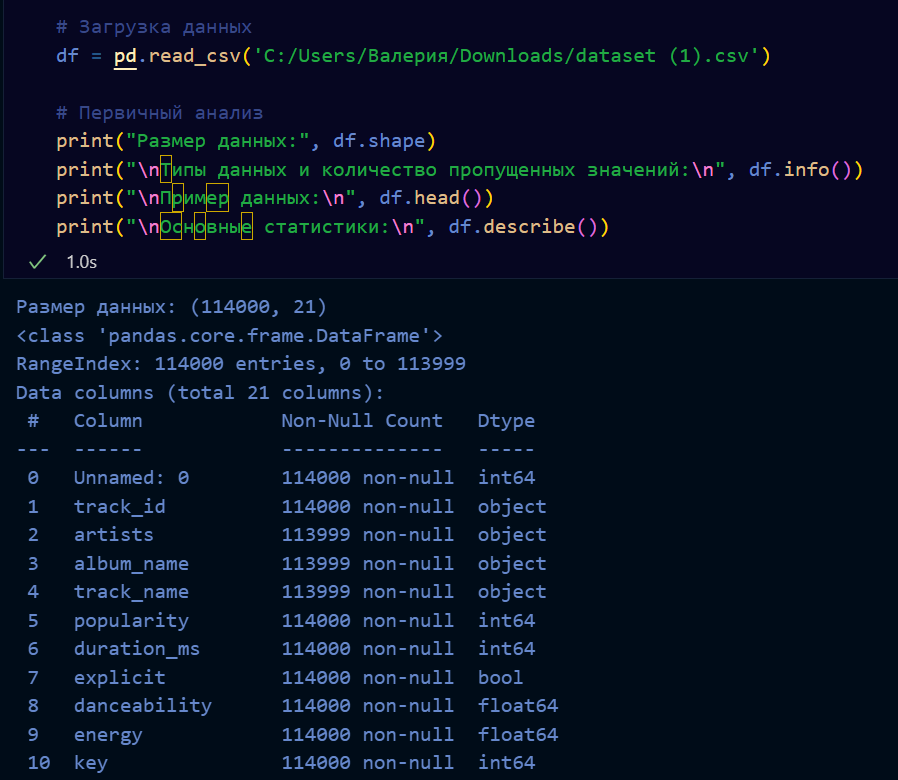 # Загрузка данных
df = pd.read_csv('C:/Users/Валерия/Downloads/dataset (1).csv')
# Первичный анализ
print("Размер данных:", df.shape)
print("\nТипы данных и количество пропущенных значений:\n", df.info())
print("\nПример данных:\n", df.head())
print("\nОсновные статистики:\n", df.describe())
✓ 1.0s
Размер данных: (114000, 21)
<class 'pandas.core.frame.DataFrame'>
RangeIndex: 114000 entries, 0 to 113999
Data columns (total 21 columns):
# Column Non-Null Count Dtype
--- ------ -------------- -----
0 Unnamed: 0 114000 non-null int64
1 track_id 114000 non-null object
2 artists 113999 non-null object
3 album_name 113999 non-null object
4 track_name 113999 non-null object
5 popularity 114000 non-null int64
6 duration_ms 114000 non-null int64
7 explicit 114000 non-null bool
8 danceability 114000 non-null float64
9 energy 114000 non-null float64
10 key 114000 non-null int64